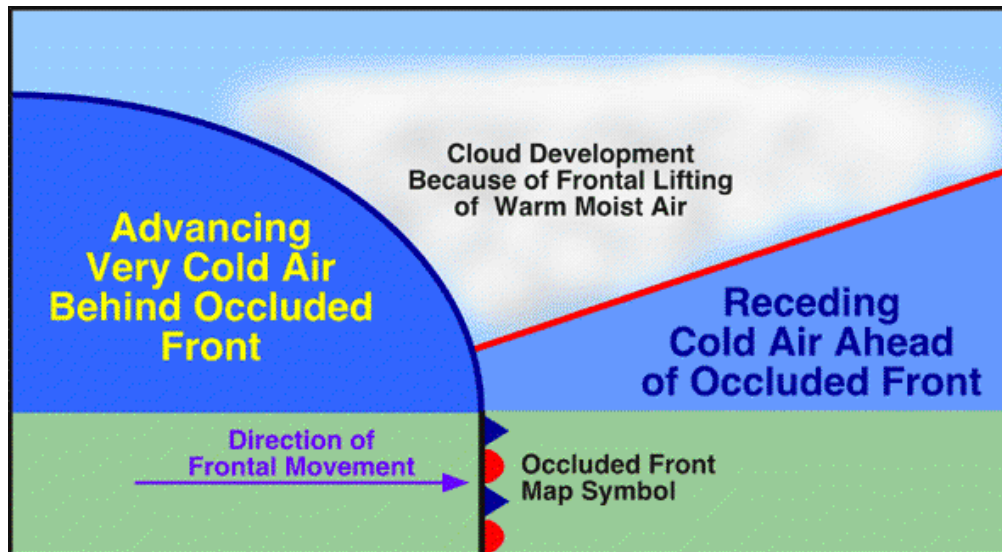 Cloud Development
Because of Frontal Lifting
of Warm Moist Air
Advancing
Very Cold Air
Behind Occluded
Front
Receding
Cold Air Ahead
of Occluded Front
Direction of
Frontal Movement
Occluded Front
Map Symbol